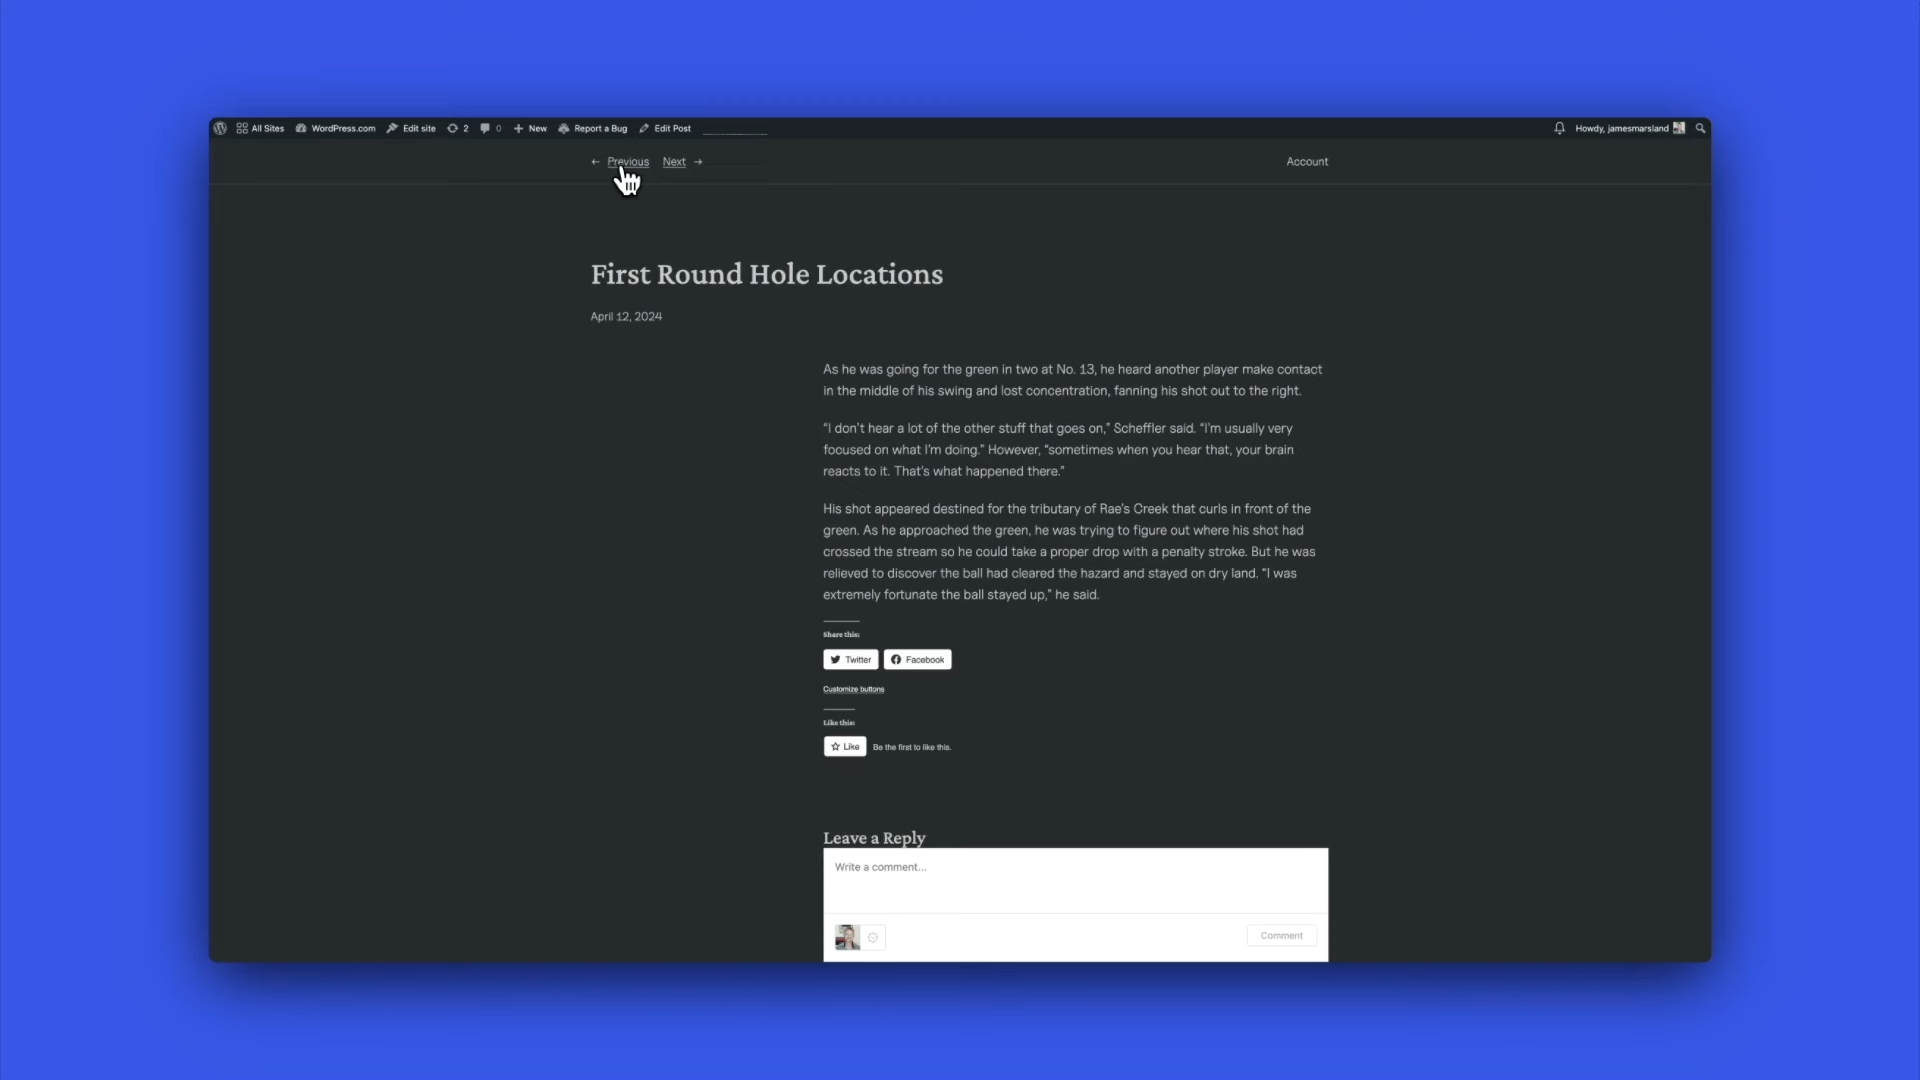 All Sites WordPress.com Edit site 2 0 New Report a Bug Edit Post Howdy, jamesmarsland
← Previous Next → Account
First Round Hole Locations
April 12, 2024
As he was going for the green in two at No. 13, he heard another player make contact
in the middle of his swing and lost concentration, fanning his shot out to the right.
“I don’t hear a lot of the other stuff that goes on,” Scheffler said. “I’m usually very
focused on what I’m doing.” However, “sometimes when you hear that, your brain
reacts to it. That’s what happened there.”
His shot appeared destined for the tributary of Rae’s Creek that curls in front of the
green. As he approached the green, he was trying to figure out where his shot had
crossed the stream so he could take a proper drop with a penalty stroke. But he was
relieved to discover the ball had cleared the hazard and stayed on dry land. “I was
extremely fortunate the ball stayed up,” he said.
Share this:
Twitter Facebook
Customize buttons
Like this:
Like Be the first to like this.
Leave a Reply
Write a comment...
Comment